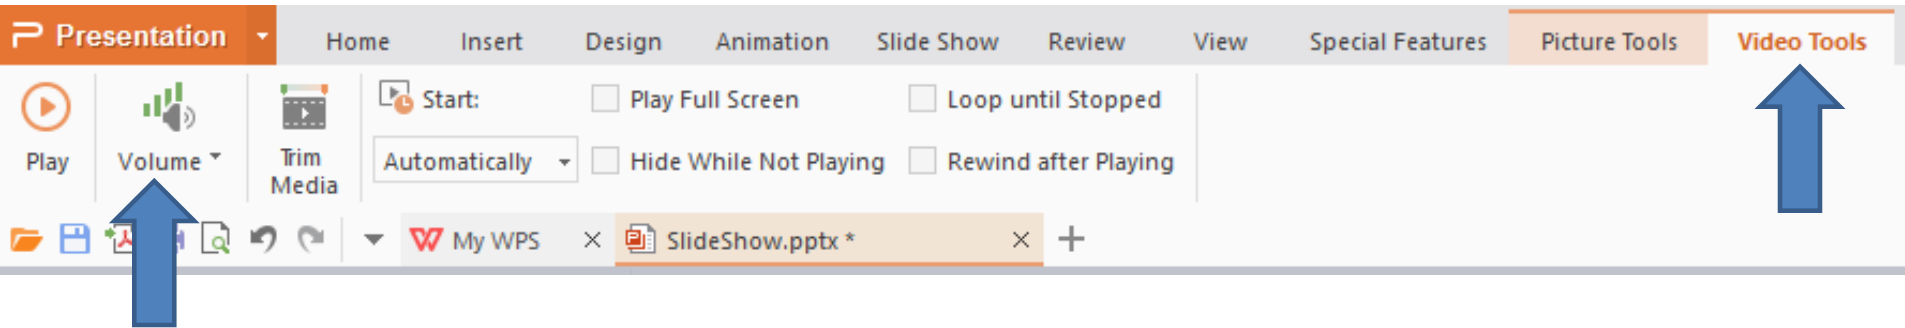 Presentation Home Insert Design Animation Slide Show Review View Special Features Picture Tools Video Tools
Start: Play Full Screen Loop until Stopped
Play Volume Trim Media Automatically Hide While Not Playing Rewind after Playing
W My WPS SlideShow.pptx *